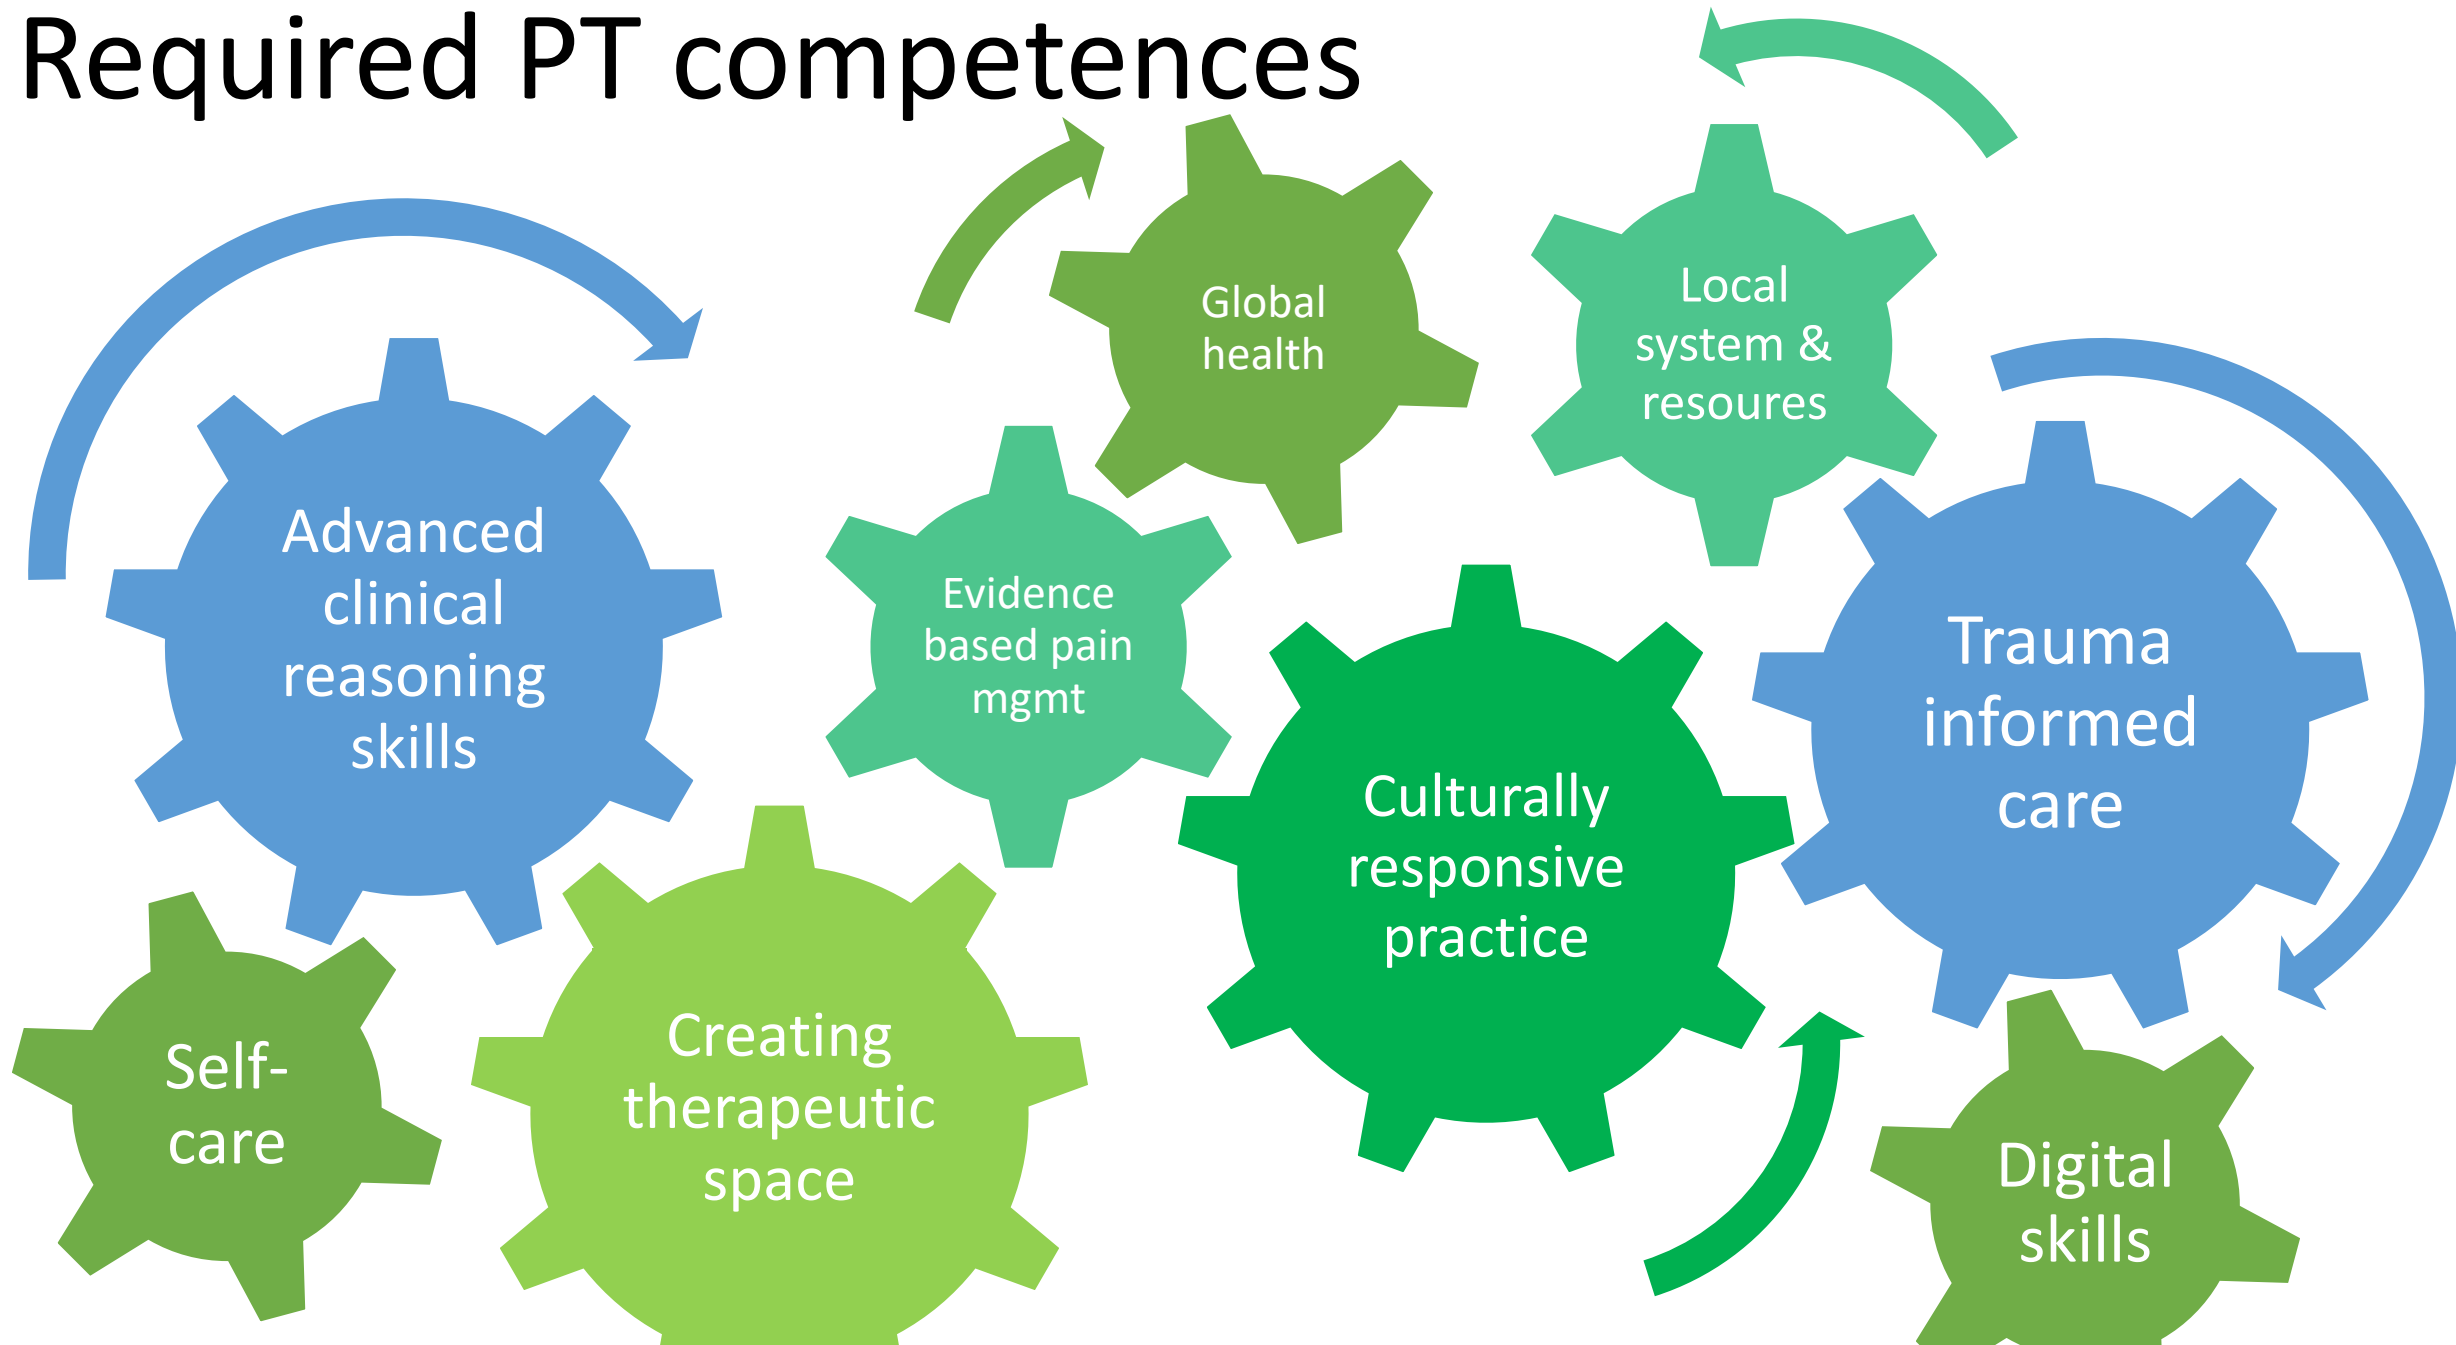 Required PT competences
Global
health
Local
system &
resoures
Advanced
clinical
reasoning
skills
Evidence
based pain
mgmt
Trauma
informed
care
Culturally
responsive
practice
Self-
care
Creating
therapeutic
space
Digital
skills